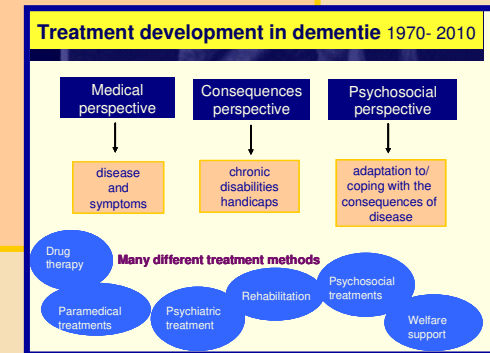 Treatment development in dementie 1970- 2010
Medical
perspective
Consequences
perspective
Psychosocial
perspective
disease
and
symptoms
chronic
disabilities
handicaps
adaptation to/
coping with the
consequences of
disease
Many different treatment methods
Drug
therapy
Paramedical
treatments
Psychiatric
treatment
Rehabilitation
Psychosocial
treatments
Welfare
support